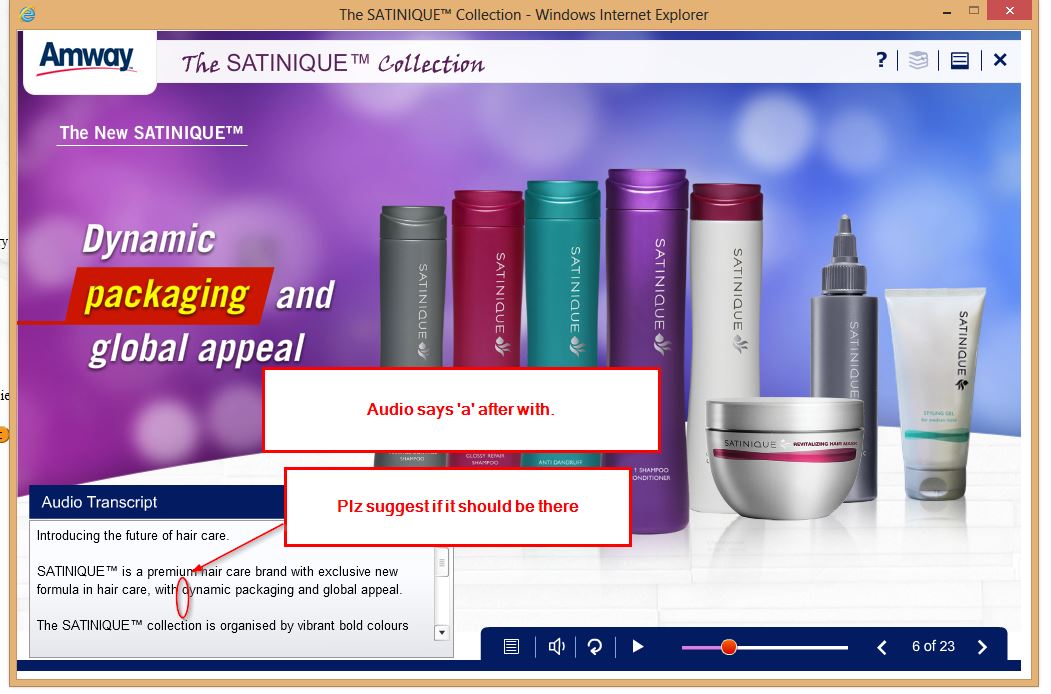 The SATINIQUE™ Collection - Windows Internet Explorer
Amway
The SATINIQUE™ Collection
?
The New SATINIQUE™
Dynamic
packaging and
global appeal
SATINIQUE
SATINIQUE
SATINIQUE
SATINIQUE
SATINIQUE
SATINIQUE
SATINIQUE
STYLING GEL
GLOSSY REPAIR
SHAMPOO
SHAMPOO
ANTI DANDRUFF
SHAMPOO
CONDITIONER
SATINIQUE REVITALIZING HAIR MASK
Audio says 'a' after with.
Plz suggest if it should be there
Audio Transcript
Introducing the future of hair care.
SATINIQUE™ is a premium hair care brand with exclusive new
formula in hair care, with dynamic packaging and global appeal.
The SATINIQUE™ collection is organised by vibrant bold colours
6 of 23